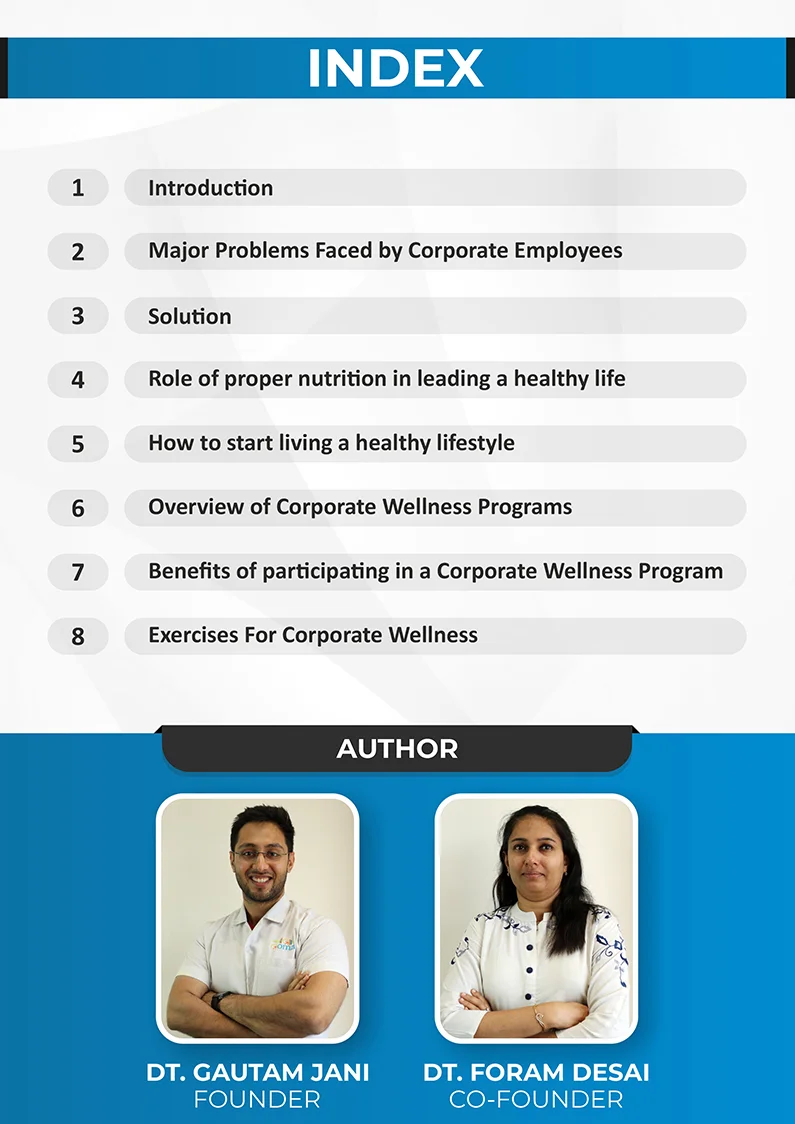 INDEX
1 Introduction
2 Major Problems Faced by Corporate Employees
3 Solution
4 Role of proper nutrition in leading a healthy life
5 How to start living a healthy lifestyle
6 Overview of Corporate Wellness Programs
7 Benefits of participating in a Corporate Wellness Program
8 Exercises For Corporate Wellness
AUTHOR
DT. GAUTAM JANI
FOUNDER
DT. FORAM DESAI
CO-FOUNDER